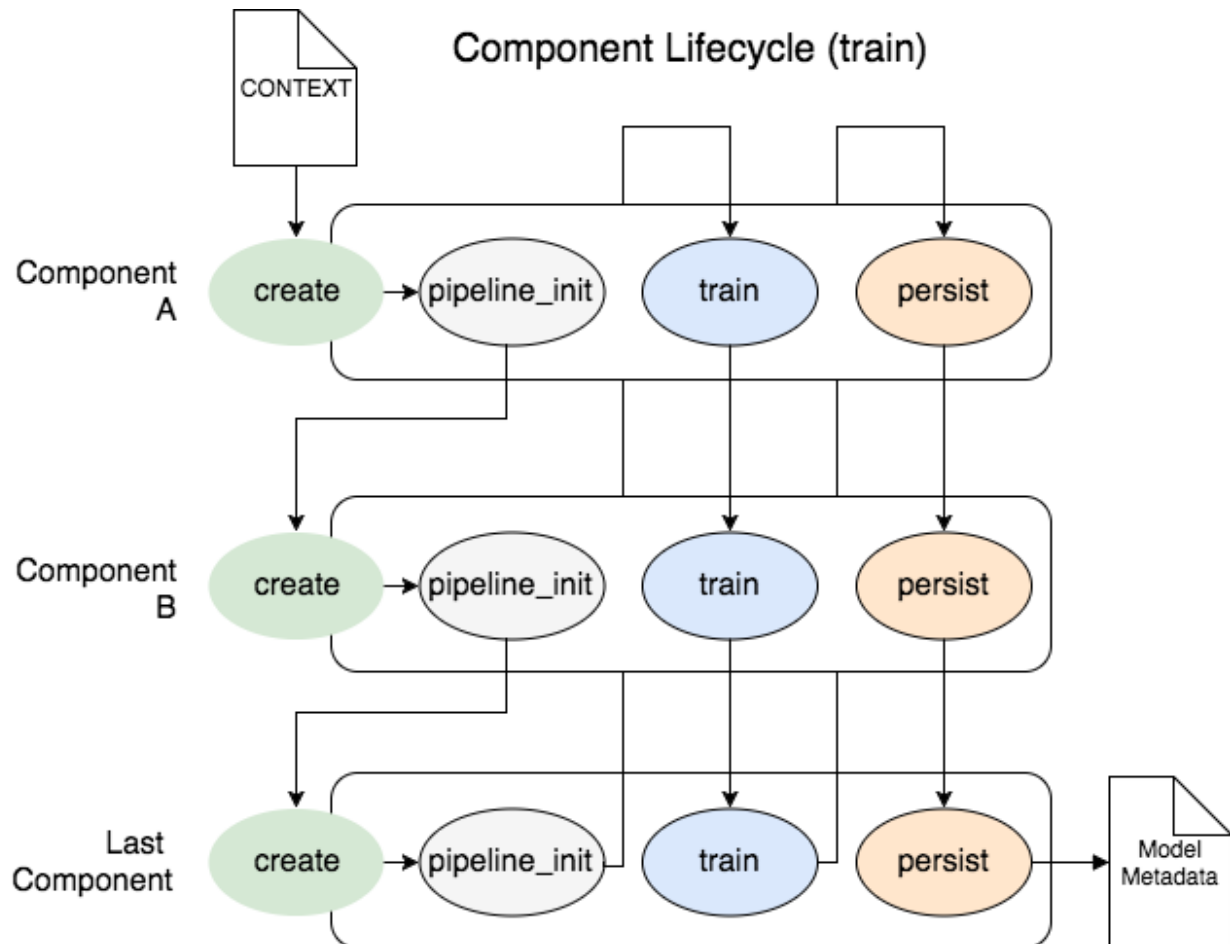 Component Lifecycle (train)
CONTEXT
Component
A
create
pipeline_init
train
persist
Component
B
create
pipeline_init
train
persist
Last
Component
create
pipeline_init
train
persist
Model
Metadata